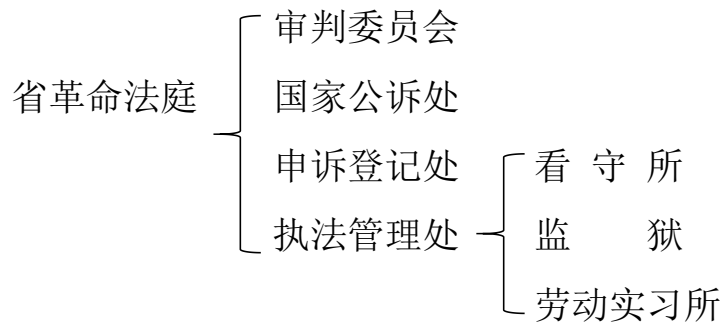 审判委员会
省革命法庭 国家公诉处
申诉登记处 看 守 所
执法管理处 监 狱
劳动实习所